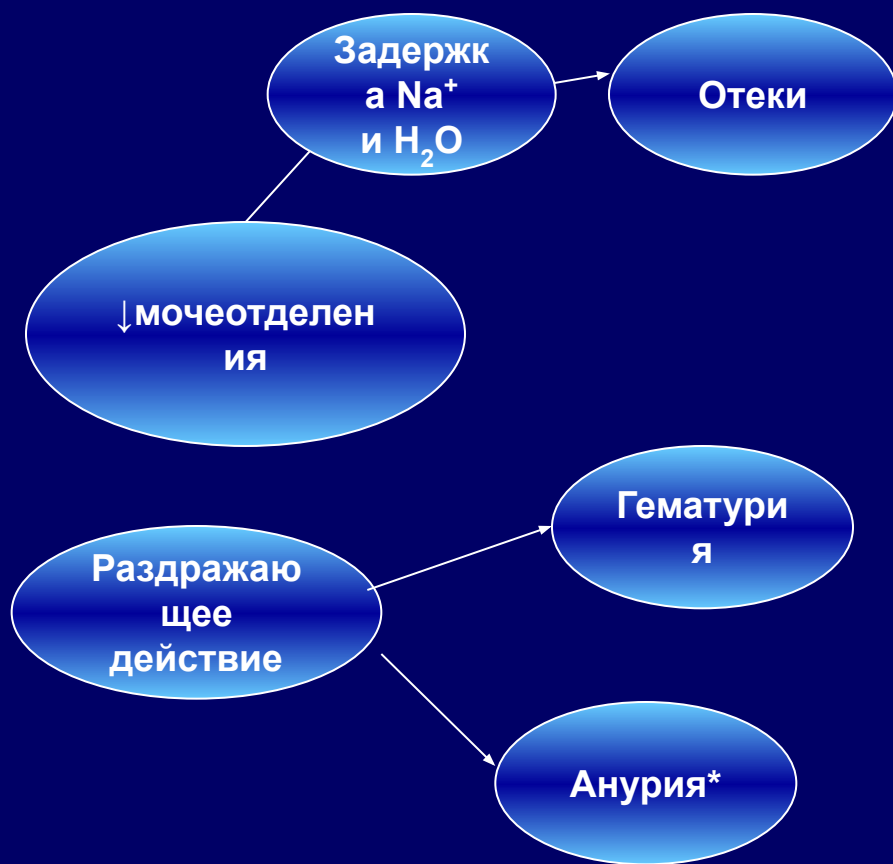 Задержк
а Na⁺
и H₂O
Отеки
↓мочеотделен
ия
Гематури
я
Раздражаю
щее
действие
Анурия*